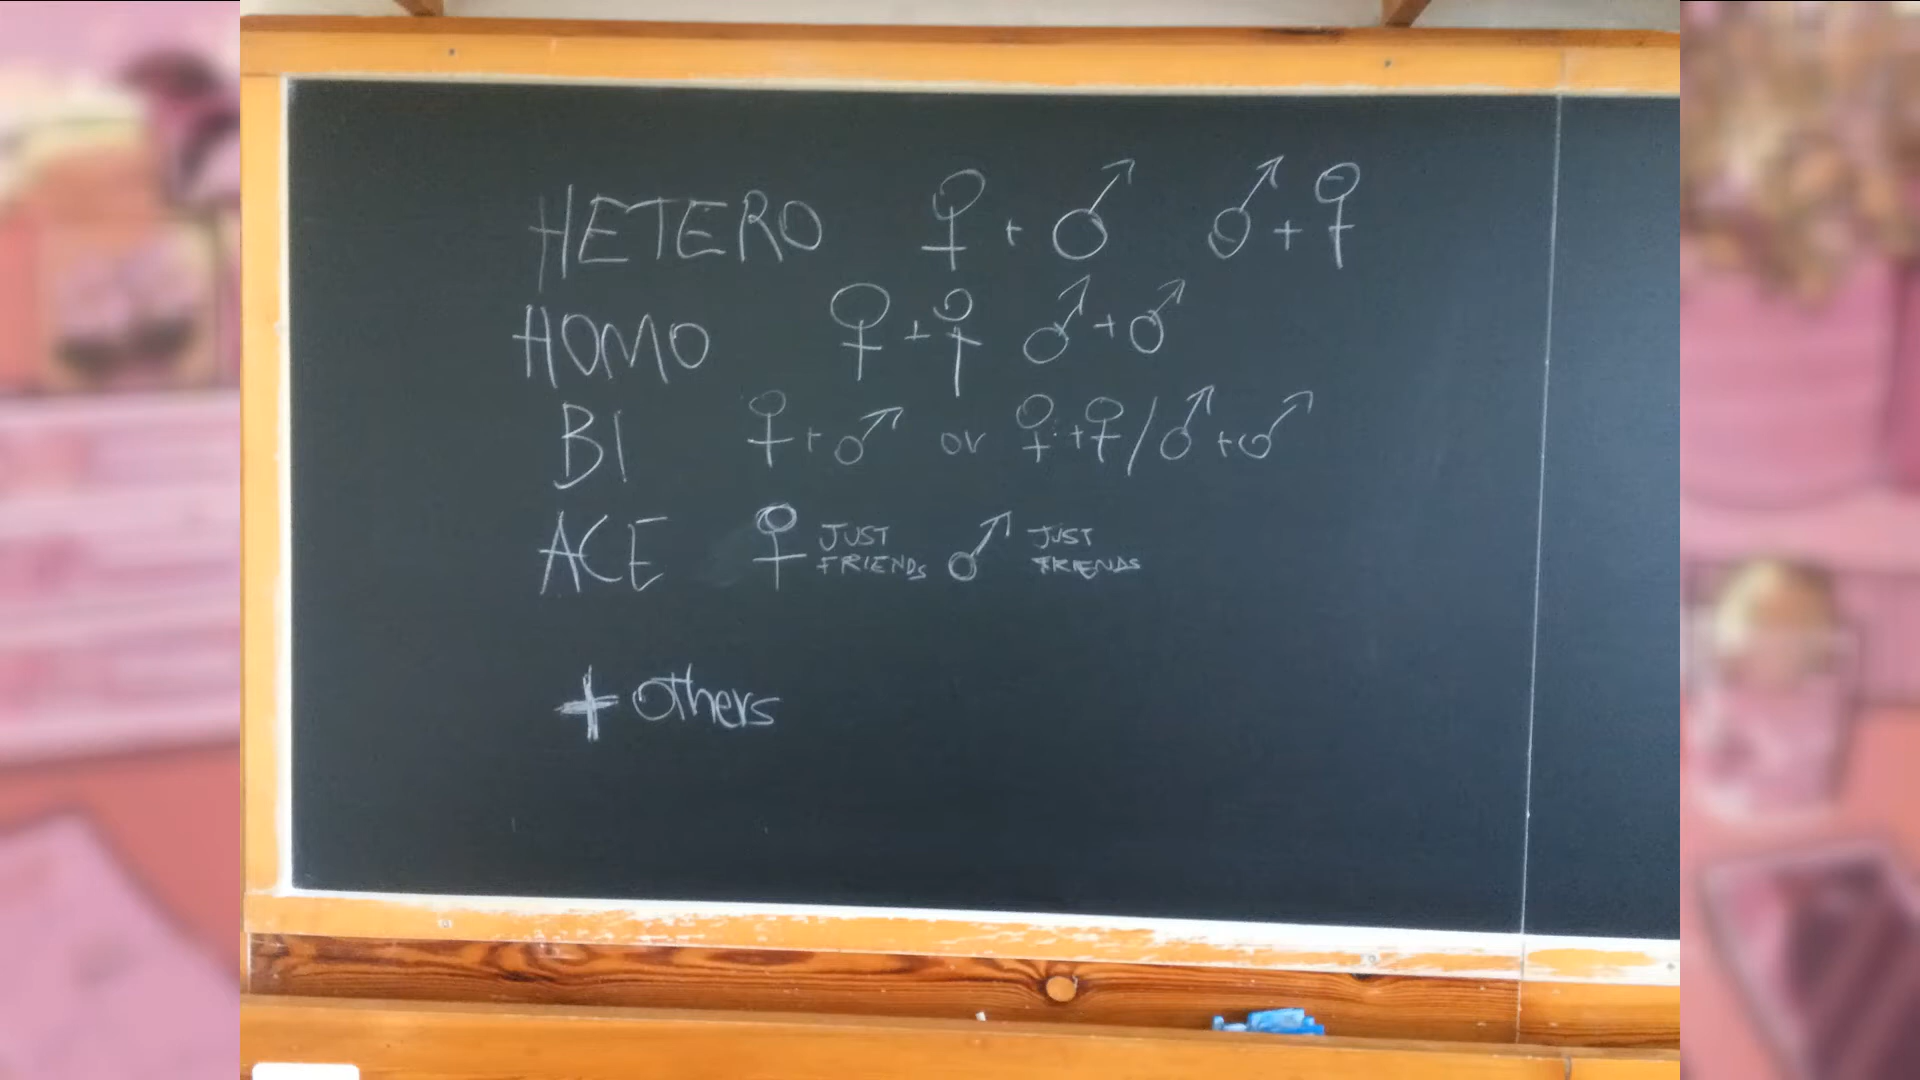 HETERO ♀ + ♂ ♂ + ♀
HOMO ♀ + ♀ ♂ + ♂
BI ♀ + ♂ or ♀ + ♀ / ♂ + ♂
ACE ♀ JUST FRIENDS ♂ JUST FRIENDS
+ Others